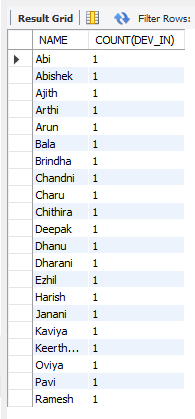 Result Grid Filter Rows:
NAME COUNT(DEV_IN)
Abi 1
Abishek 1
Ajith 1
Arthi 1
Arun 1
Bala 1
Brindha 1
Chandni 1
Charu 1
Chithira 1
Deepak 1
Dhanu 1
Dharani 1
Ezhil 1
Harish 1
Janani 1
Kaviya 1
Keerth... 1
Oviya 1
Pavi 1
Ramesh 1